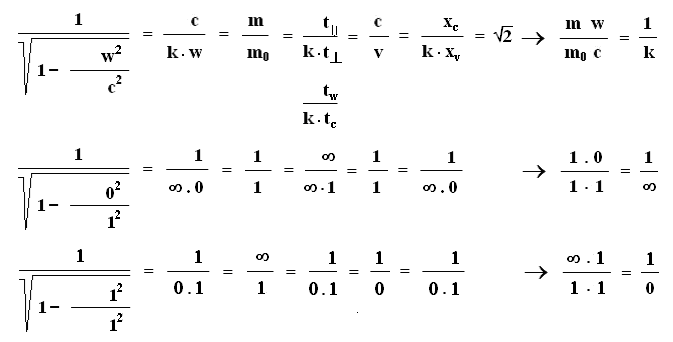 1 / √(1 − w² / c²) = c / k·w = m / m₀ = t∥ / k·t⊥ = c / v = x_c / k·x_v = √2 → m w / m₀ c = 1 / k
t_w / k·t_c
1 / √(1 − 0² / 1²) = 1 / ∞.0 = 1 / 1 = ∞ / ∞·1 = 1 / 1 = 1 / ∞.0 → 1.0 / 1·1 = 1 / ∞
1 / √(1 − 1² / 1²) = 1 / 0.1 = ∞ / 1 = 1 / 0.1 = 1 / 0 = 1 / 0.1 → ∞.1 / 1·1 = 1 / 0